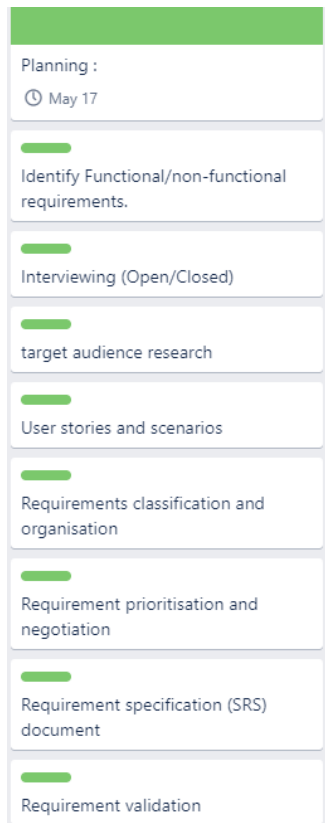 Planning :
May 17
Identify Functional/non-functional
requirements.
Interviewing (Open/Closed)
target audience research
User stories and scenarios
Requirements classification and
organisation
Requirement prioritisation and
negotiation
Requirement specification (SRS)
document
Requirement validation